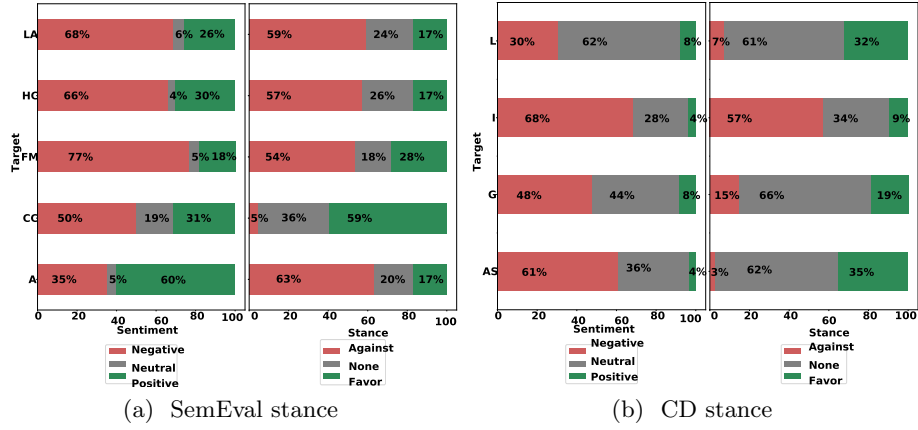 LA 68% 6% 26% 59% 24% 17%
HG 66% 4% 30% 57% 26% 17%
Target
FM 77% 5% 18% 54% 18% 28%
CC 50% 19% 31% 5% 36% 59%
A 35% 5% 60% 63% 20% 17%
0 20 40 60 80 100 0 20 40 60 80 100
Sentiment Stance
Negative Against
Neutral None
Positive Favor
(a) SemEval stance
L 30% 62% 8% 7% 61% 32%
I 68% 28% 4% 57% 34% 9%
Target
G 48% 44% 8% 15% 66% 19%
AS 61% 36% 4% 3% 62% 35%
0 20 40 60 80 100 0 20 40 60 80 100
Sentiment Stance
Negative Against
Neutral None
Positive Favor
(b) CD stance